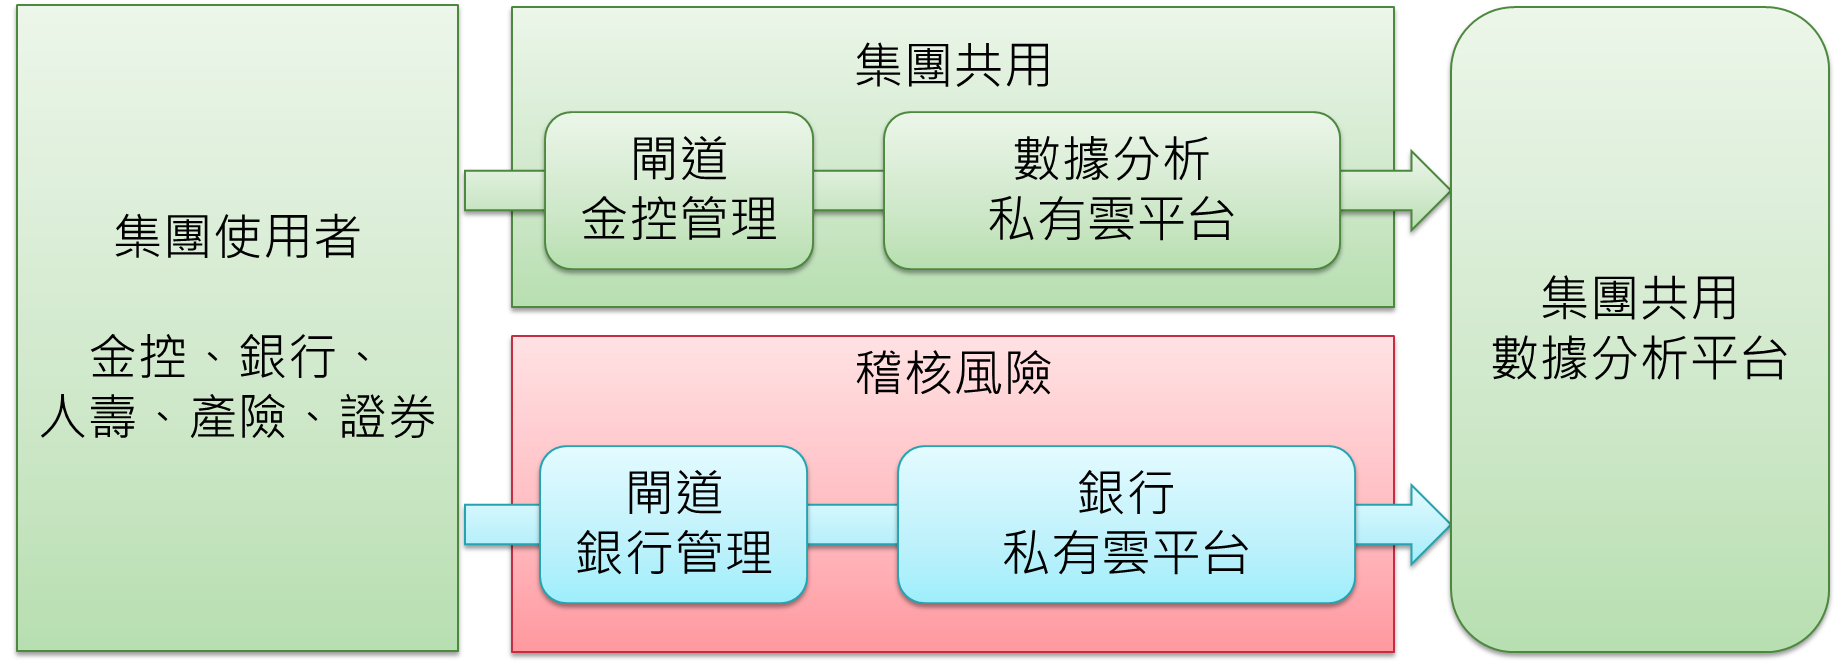 集團使用者
金控、銀行、
人壽、產險、證券
集團共用
閘道
金控管理
數據分析
私有雲平台
稽核風險
閘道
銀行管理
銀行
私有雲平台
集團共用
數據分析平台